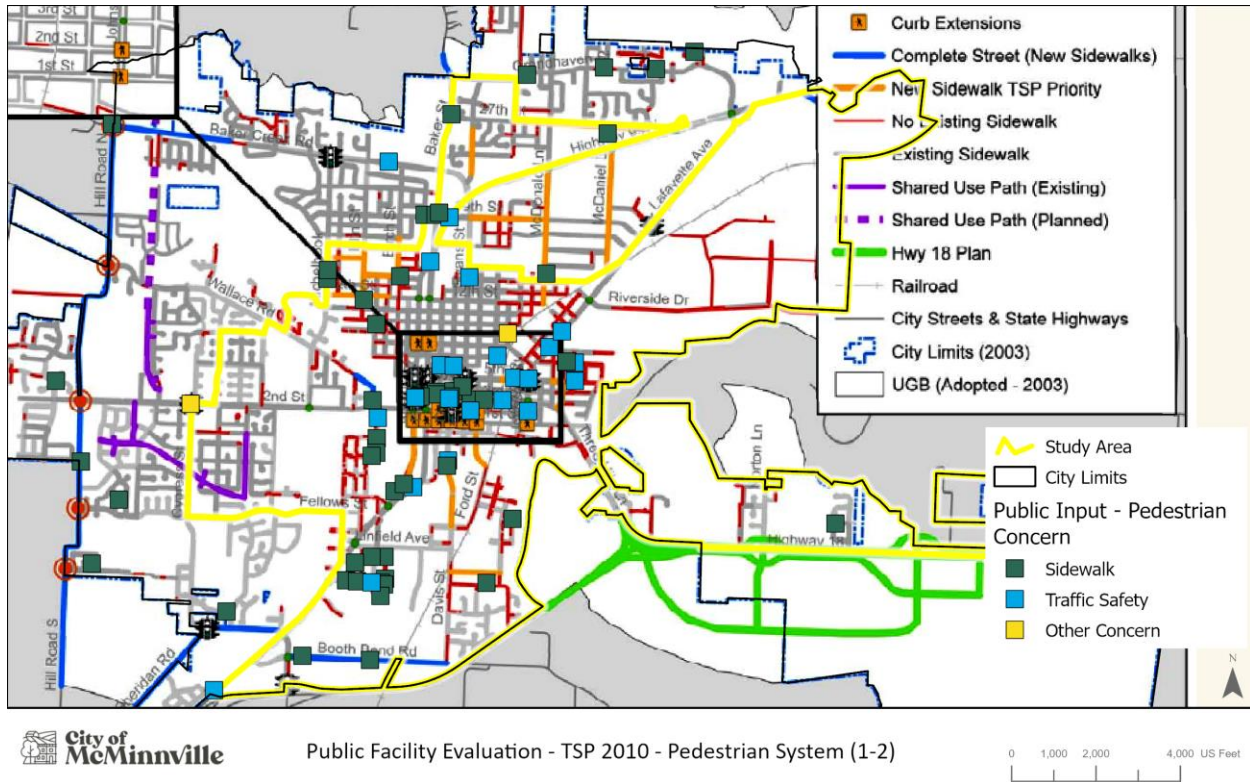 3rd St
2nd St
1st St
Johns
Curb Extensions
Complete Street (New Sidewalks)
New Sidewalk TSP Priority
No Existing Sidewalk
Existing Sidewalk
Shared Use Path (Existing)
Shared Use Path (Planned)
Hwy 18 Plan
Railroad
City Streets & State Highways
City Limits (2003)
UGB (Adopted - 2003)
Grandhaven
27th
Baker St
Baker Creek Rd
Hill Road N
McDonald Ln
McDaniel L
Lafayette Ave
Wallace Rd
Riverside Dr
2nd St
Fellows S
Ford St
Davis St
Booth Bend Rd
Hill Road S
Highway 18
Study Area
City Limits
Public Input - Pedestrian
Concern
Sidewalk
Traffic Safety
Other Concern
N
City of
McMinnville
Public Facility Evaluation - TSP 2010 - Pedestrian System (1-2)
0 1,000 2,000 4,000 US Feet